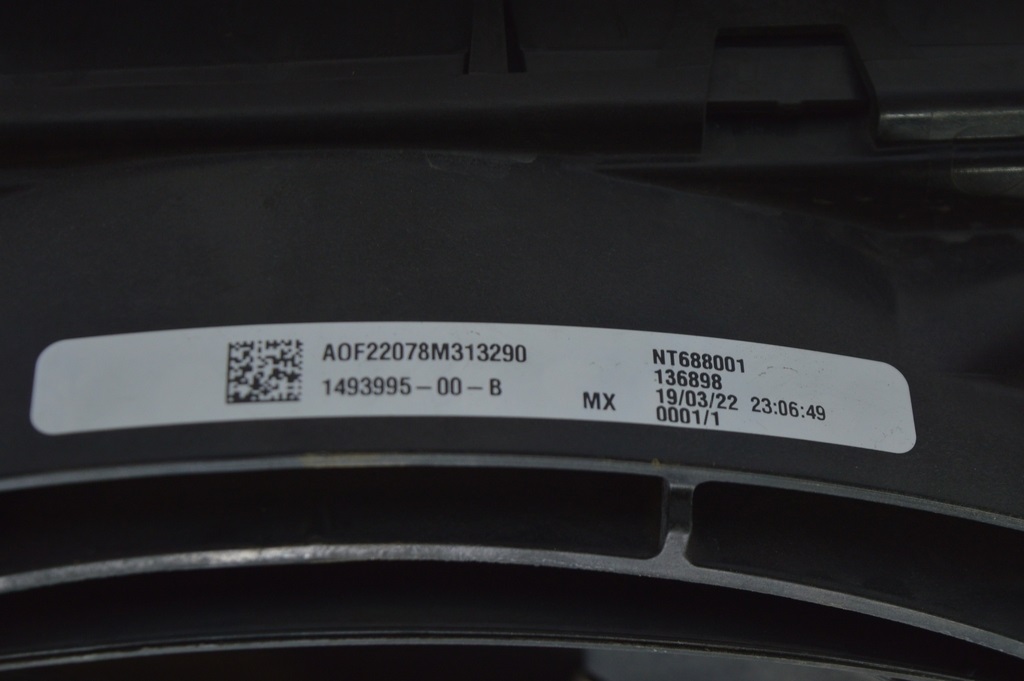 AOF22078M313290
1493995-00-B
MX
NT688001
136898
19/03/22 23:06:49
0001/1